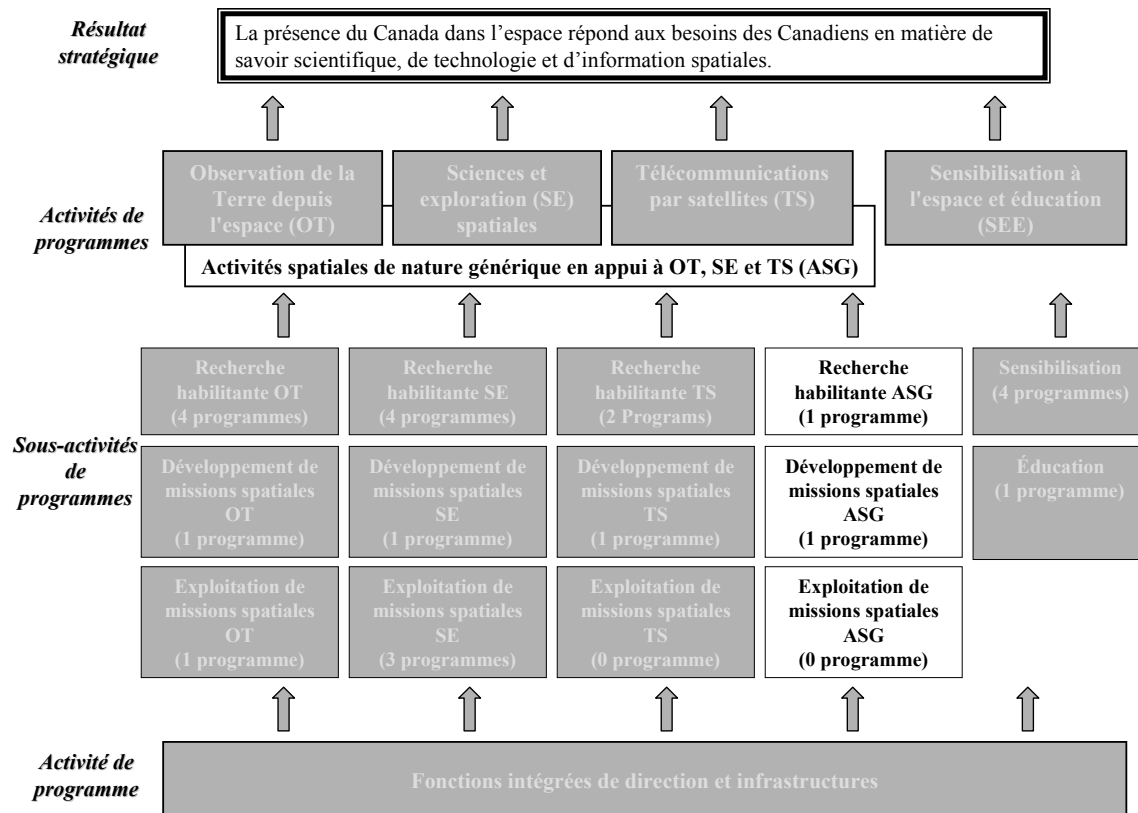 Résultat
stratégique
La présence du Canada dans l’espace répond aux besoins des Canadiens en matière de
savoir scientifique, de technologie et d’information spatiales.
Activités de
programmes
Observation de la
Terre depuis
l'espace (OT)
Sciences et
exploration (SE)
spatiales
Télécommunications
par satellites (TS)
Sensibilisation à
l'espace et éducation
(SEE)
Activités spatiales de nature générique en appui à OT, SE et TS (ASG)
Sous-activités
de
programmes
Recherche
habilitante OT
(4 programmes)
Recherche
habilitante SE
(4 programmes)
Recherche
habilitante TS
(2 Programs)
Recherche
habilitante ASG
(1 programme)
Sensibilisation
(4 programmes)
Développement de
missions spatiales
OT
(1 programme)
Développement de
missions spatiales
SE
(1 programme)
Développement de
missions spatiales
TS
(1 programme)
Développement de
missions spatiales
ASG
(1 programme)
Éducation
(1 programme)
Exploitation de
missions spatiales
OT
(1 programme)
Exploitation de
missions spatiales
SE
(3 programmes)
Exploitation de
missions spatiales
TS
(0 programme)
Exploitation de
missions spatiales
ASG
(0 programme)
Activité de
programme
Fonctions intégrées de direction et infrastructures